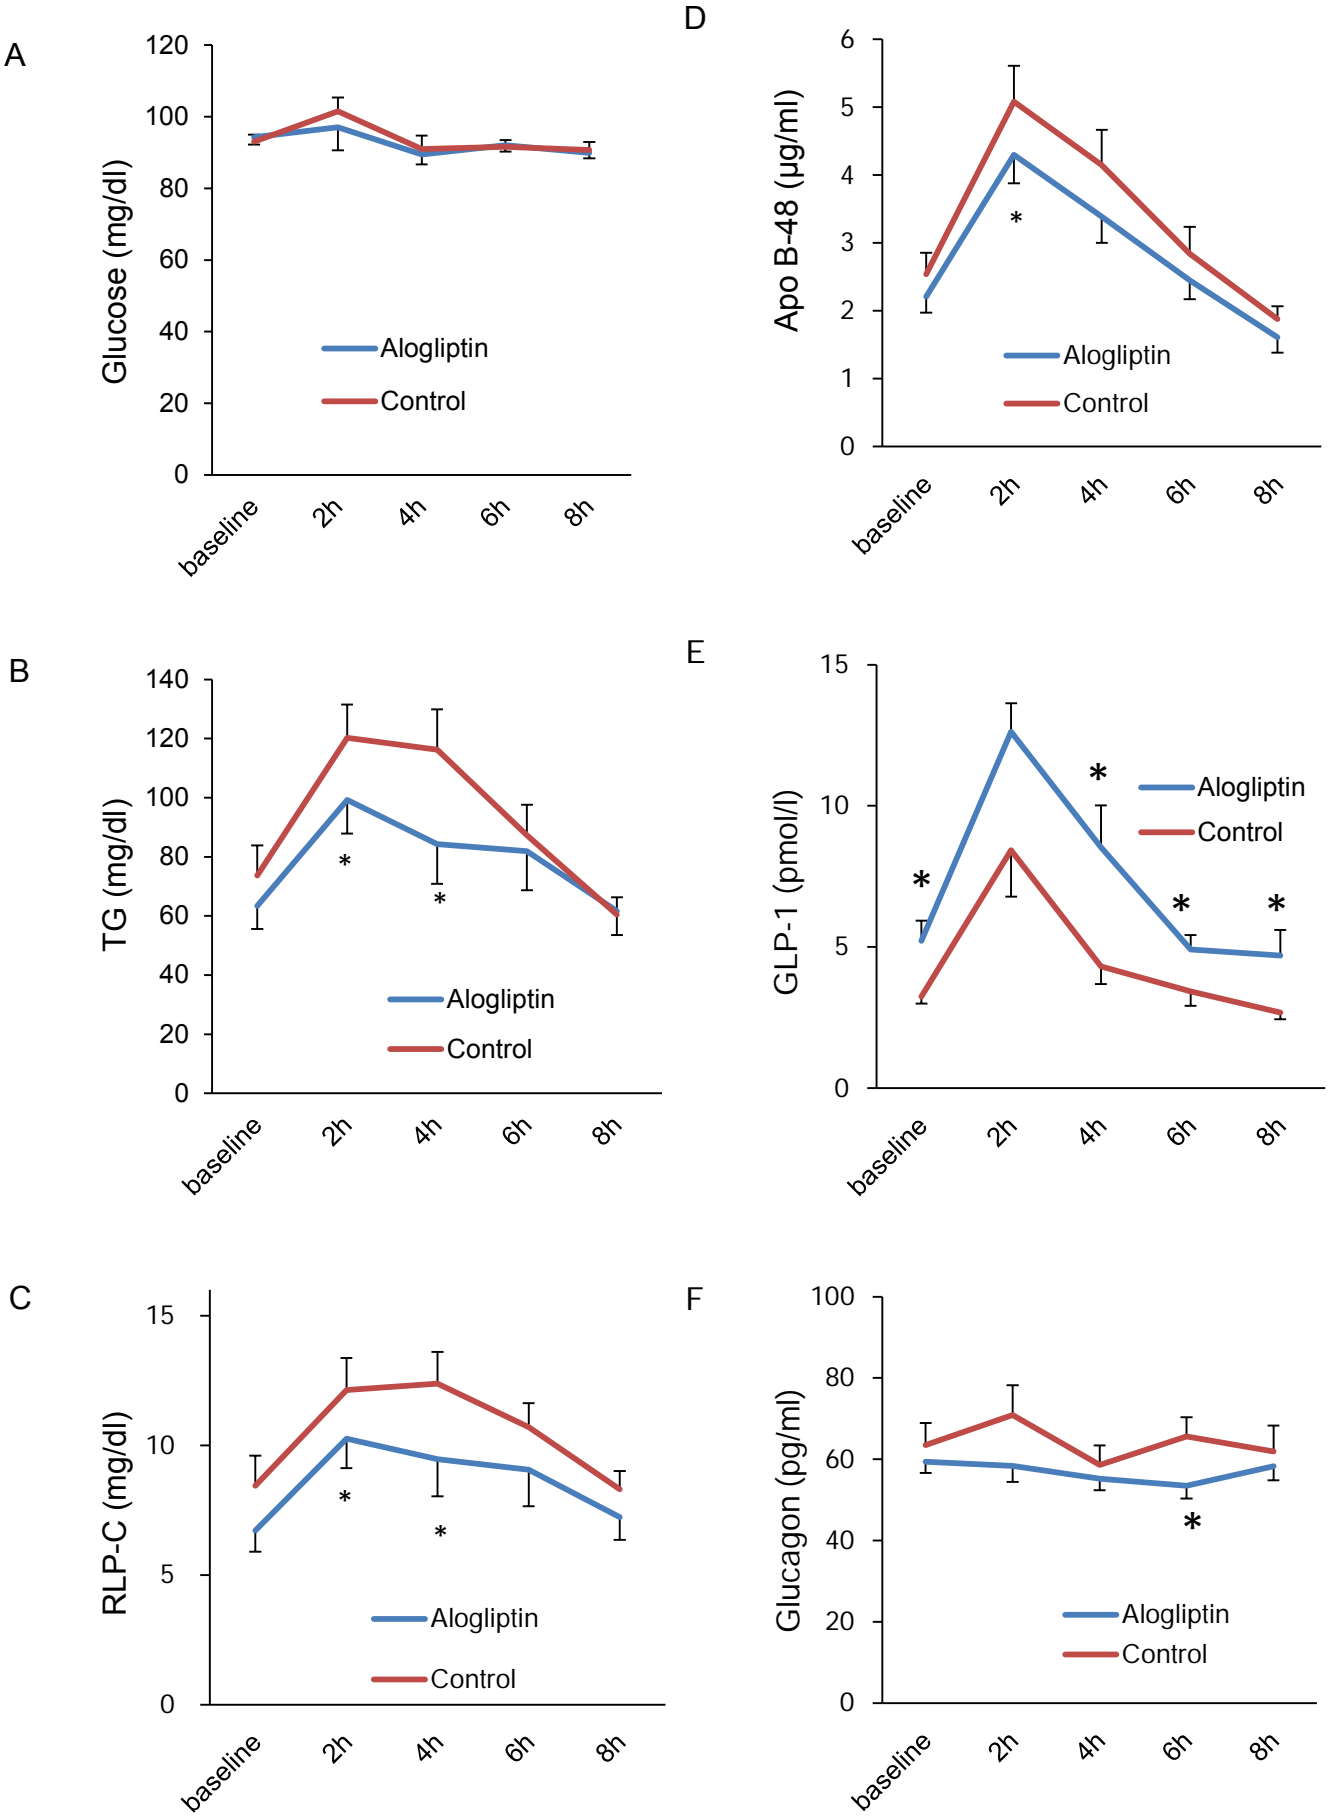 A
Glucose (mg/dl)
120
100
80
60
40
20
0
Alogliptin
Control
baseline
2h
4h
6h
8h
B
TG (mg/dl)
140
120
100
80
60
40
20
0
*
*
Alogliptin
Control
baseline
2h
4h
6h
8h
C
RLP-C (mg/dl)
15
10
5
0
*
*
Alogliptin
Control
baseline
2h
4h
6h
8h
D
Apo B-48 (μg/ml)
6
5
4
3
2
1
0
*
Alogliptin
Control
baseline
2h
4h
6h
8h
E
GLP-1 (pmol/l)
15
10
5
0
*
*
*
*
Alogliptin
Control
baseline
2h
4h
6h
8h
F
Glucagon (pg/ml)
100
80
60
40
20
0
*
Alogliptin
Control
baseline
2h
4h
6h
8h